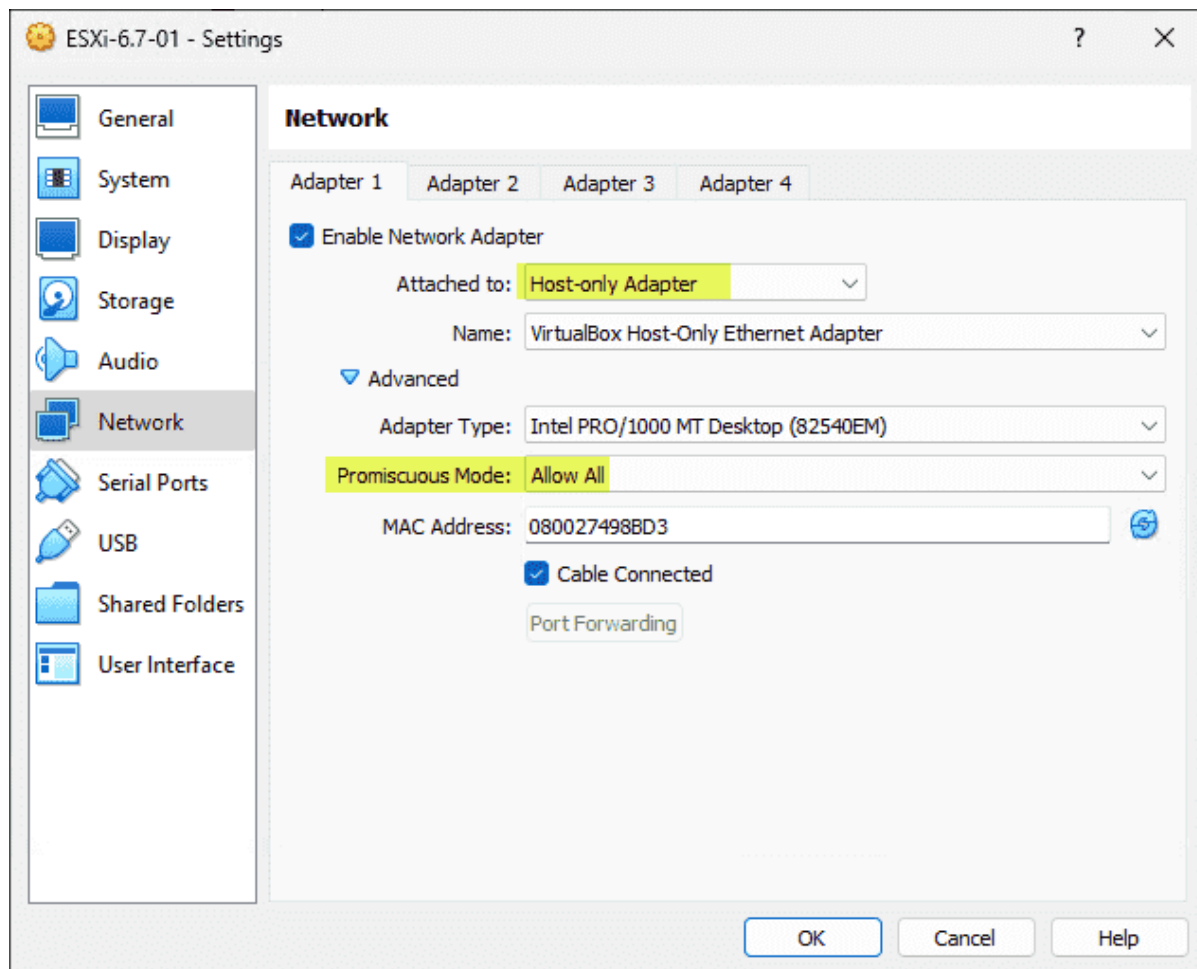 ESXi-6.7-01 - Settings ?
General
System
Display
Storage
Audio
Network
Serial Ports
USB
Shared Folders
User Interface
Network
Adapter 1 Adapter 2 Adapter 3 Adapter 4
Enable Network Adapter
Attached to: Host-only Adapter
Name: VirtualBox Host-Only Ethernet Adapter
Advanced
Adapter Type: Intel PRO/1000 MT Desktop (82540EM)
Promiscuous Mode: Allow All
MAC Address: 080027498BD3
Cable Connected
Port Forwarding
OK Cancel Help